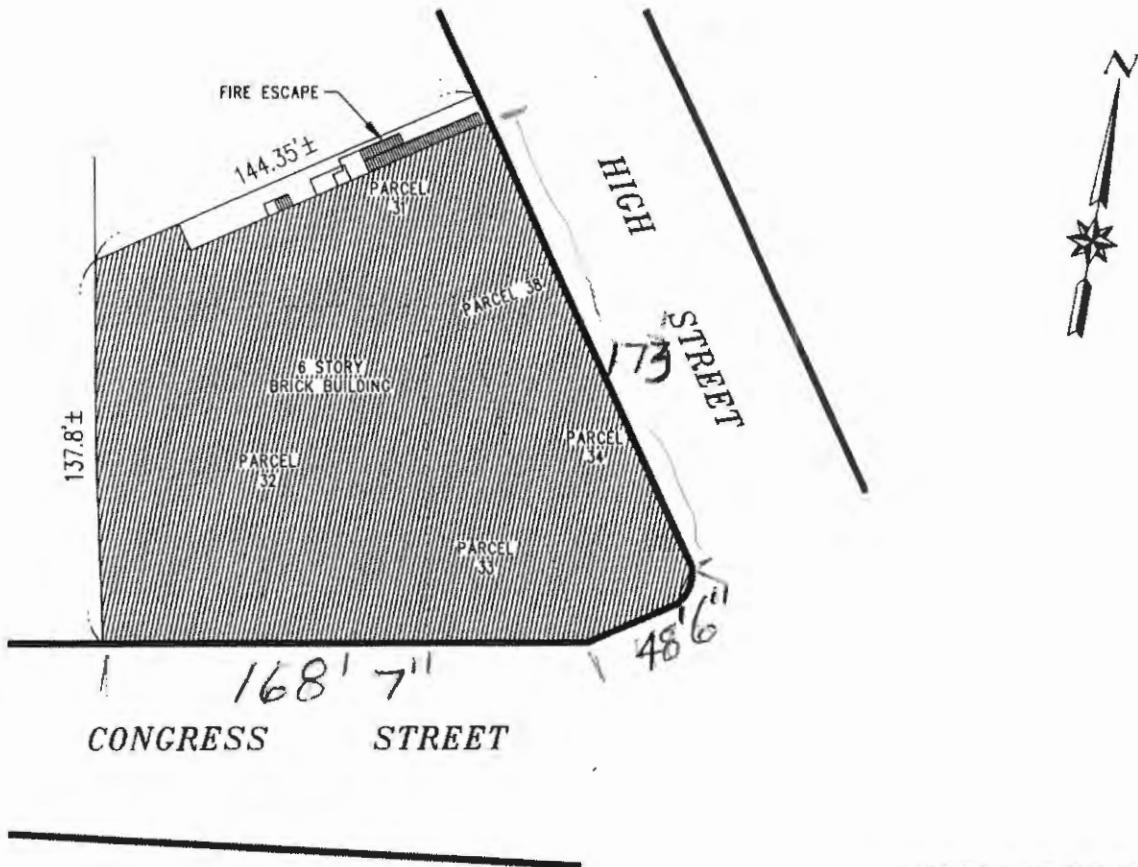 N
FIRE ESCAPE
144.35'±
PARCEL
31
HIGH
STREET
PARCEL 38
173
6 STORY
BRICK BUILDING
137.8'±
PARCEL
34
PARCEL
32
PARCEL
33
48' 6"
168' 7"
CONGRESS STREET